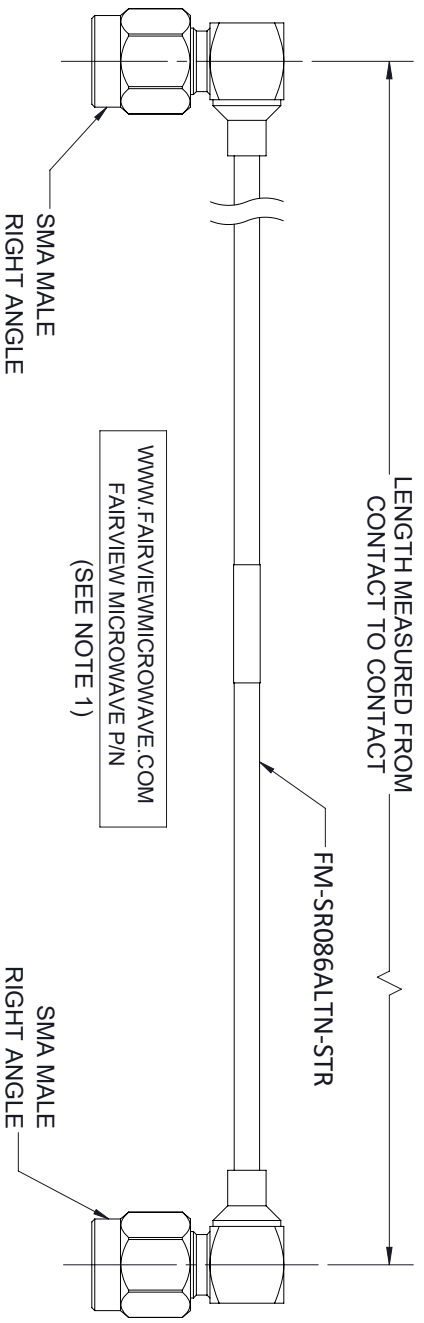 LENGTH MEASURED FROM
CONTACT TO CONTACT
FM-SR086ALTN-STR
SMA MALE
RIGHT ANGLE
WWW.FAIRVIEWMICROWAVE.COM
FAIRVIEW MICROWAVE P/N
(SEE NOTE 1)
SMA MALE
RIGHT ANGLE